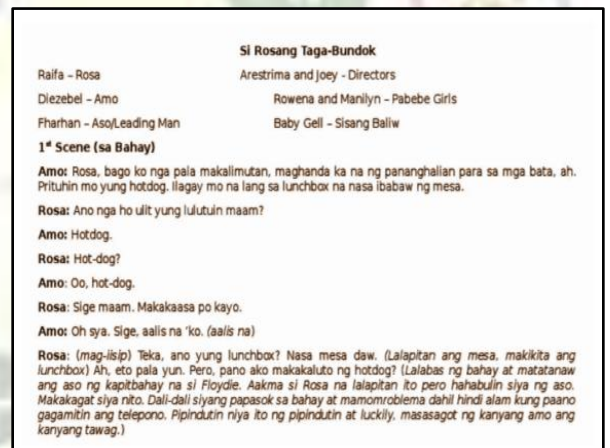 Si Rosang Taga-Bundok
Raifa – Rosa Arestrima and Joey - Directors
Diezebel – Amo Rowena and Manilyn – Pabebe Girls
Fharhan – Aso/Leading Man Baby Gell – Sisang Baliw
1st Scene (sa Bahay)
Amo: Rosa, bago ko nga pala makalimutan, maghanda ka na ng pananghalian para sa mga bata, ah.
Prituhin mo yung hotdog. Ilagay mo na lang sa lunchbox na nasa ibabaw ng mesa.
Rosa: Ano nga ho ulit yung lulutuin maam?
Amo: Hotdog.
Rosa: Hot-dog?
Amo: Oo, hot-dog.
Rosa: Sige maam. Makakaasa po kayo.
Amo: Oh sya. Sige, aalis na 'ko. (aalis na)
Rosa: (mag-iisip) Teka, ano yung lunchbox? Nasa mesa daw. (Lalapitan ang mesa, makikita ang
lunchbox) Ah, eto pala yun. Pero, pano ako makakaluto ng hotdog? (Lalabas ng bahay at matatanaw
ang aso ng kapitbahay na si Floydie. Aakma si Rosa na lalapitan ito pero hahabulin siya ng aso.
Makakagat siya nito. Dali-dali siyang papasok sa bahay at mamomroblema dahil hindi alam kung paano
gagamitin ang telepono. Pipindutin niya ito ng pipindutin at luckily, masasagot ng kanyang amo ang
kanyang tawag.)